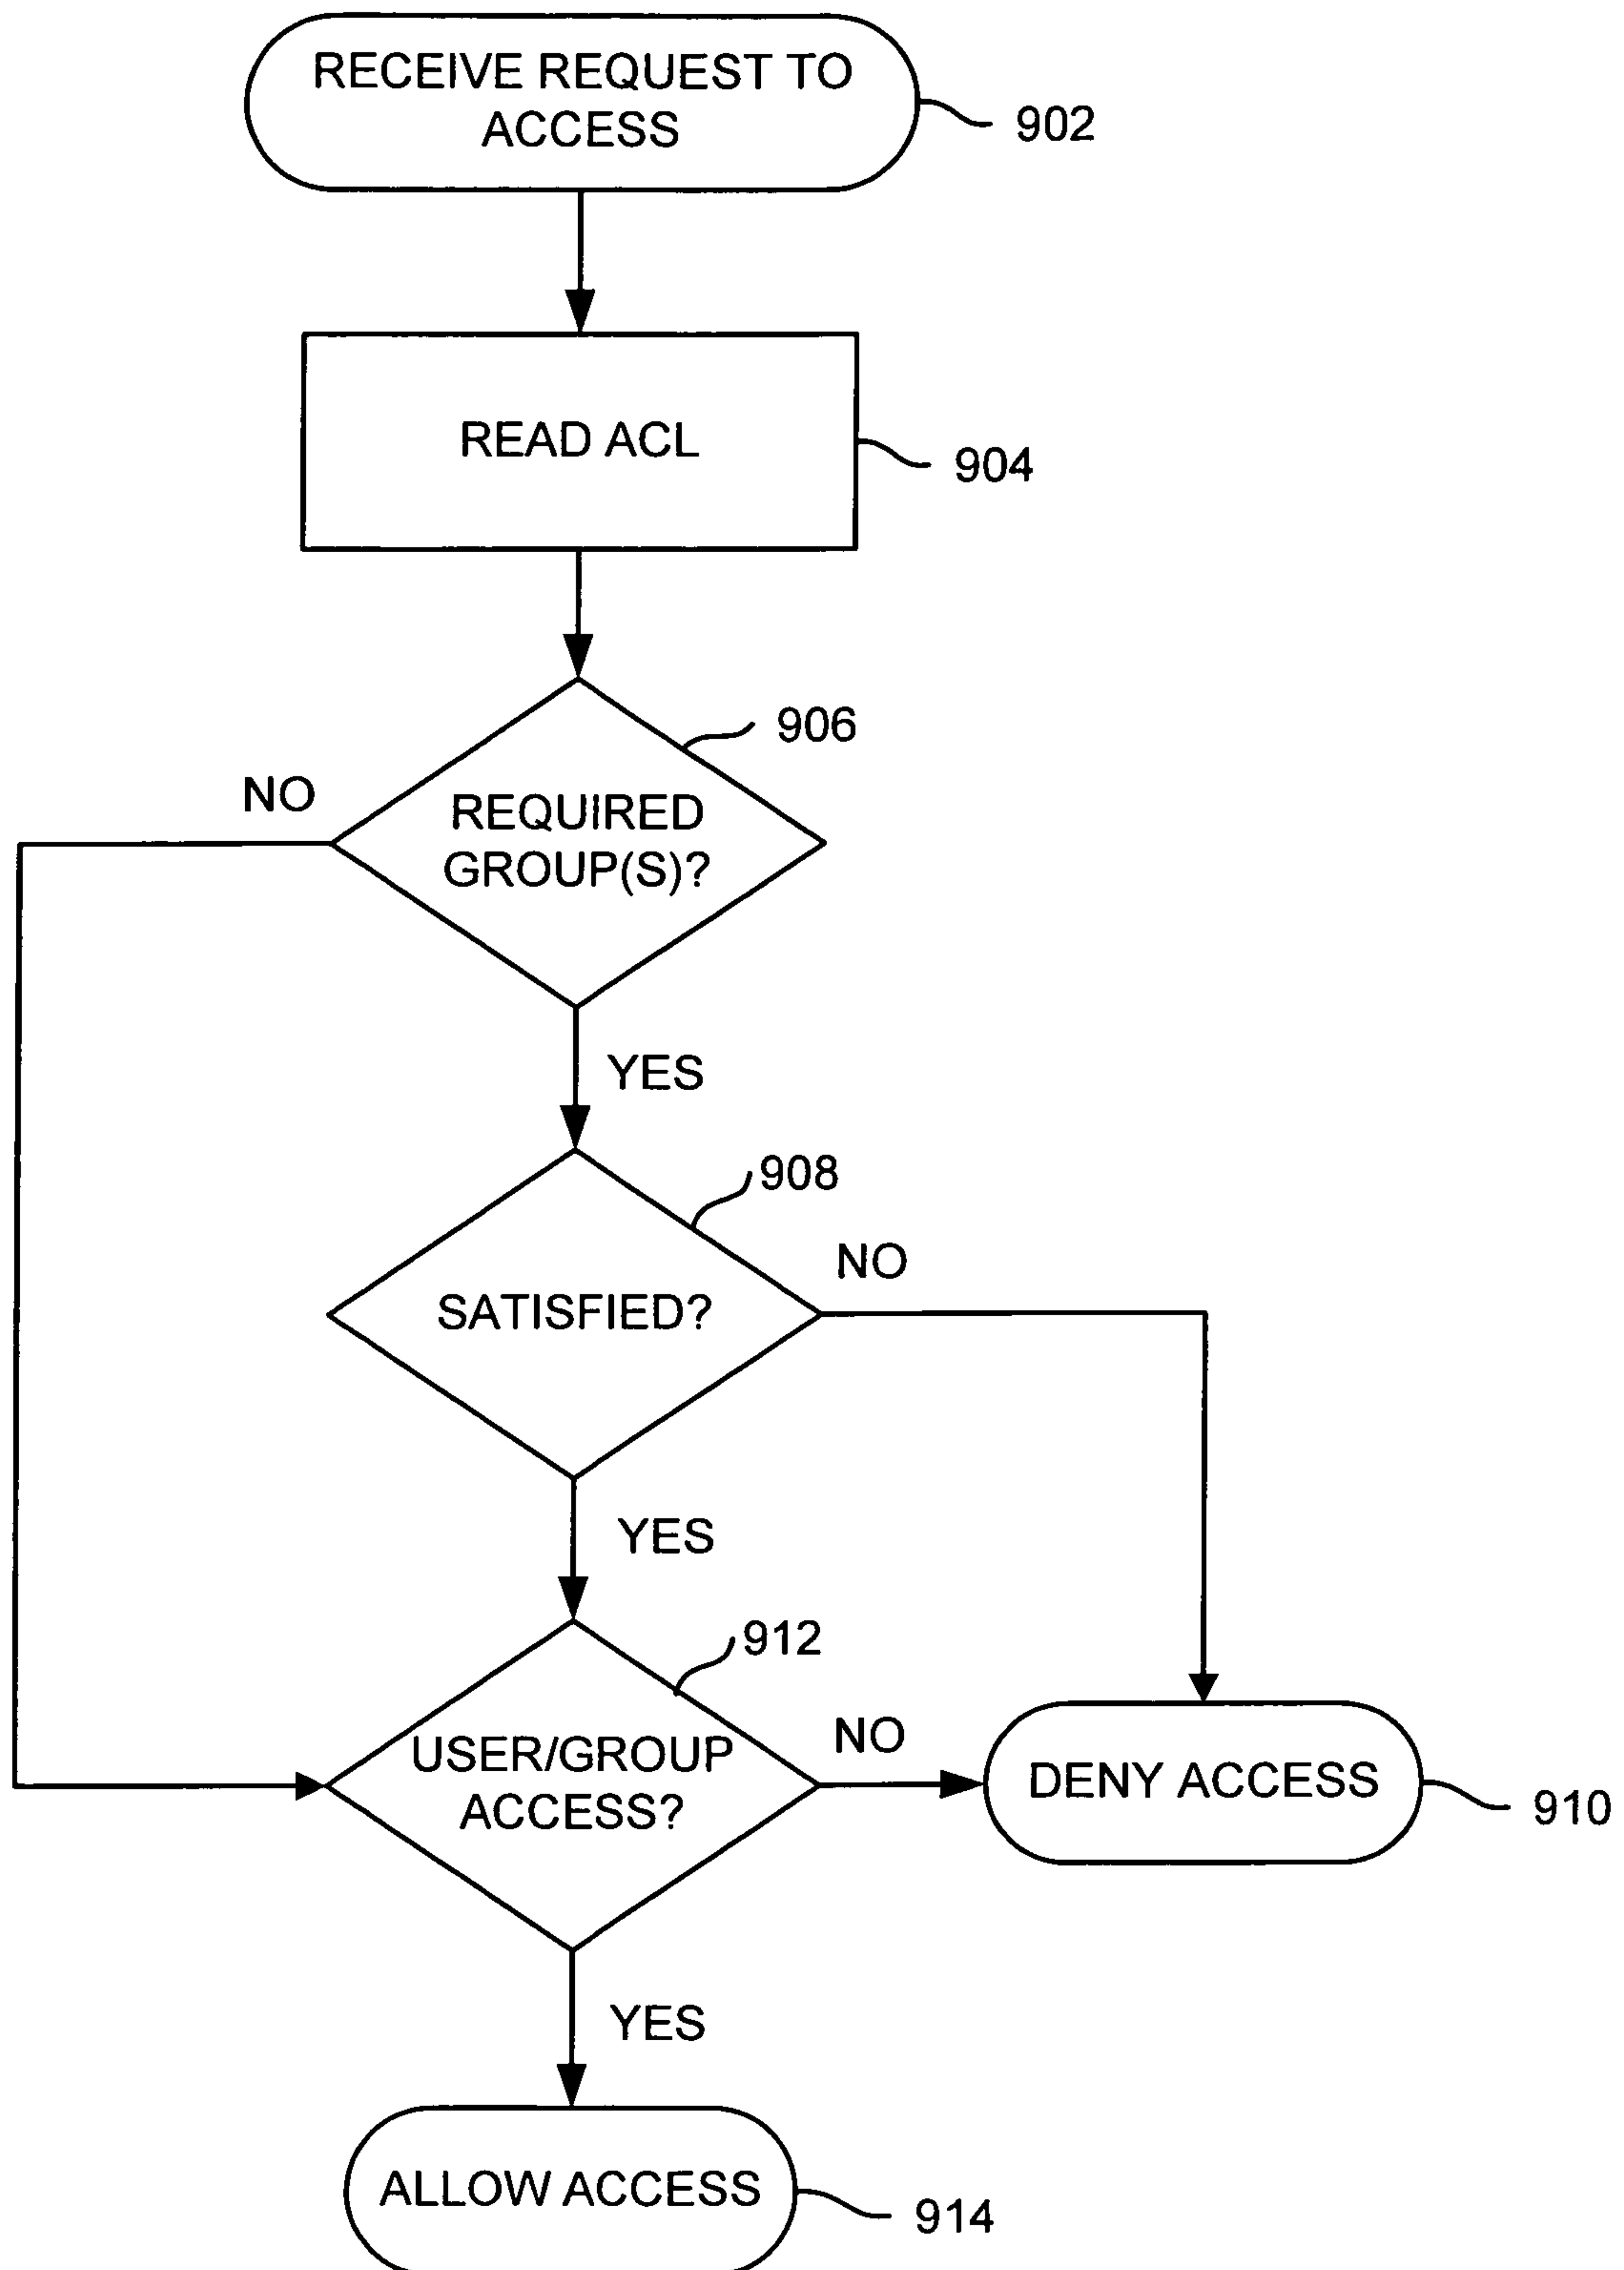 RECEIVE REQUEST TO
ACCESS
902
READ ACL
904
906
NO
REQUIRED
GROUP(S)?
YES
908
NO
SATISFIED?
YES
912
USER/GROUP
ACCESS?
NO
DENY ACCESS
910
YES
ALLOW ACCESS
914